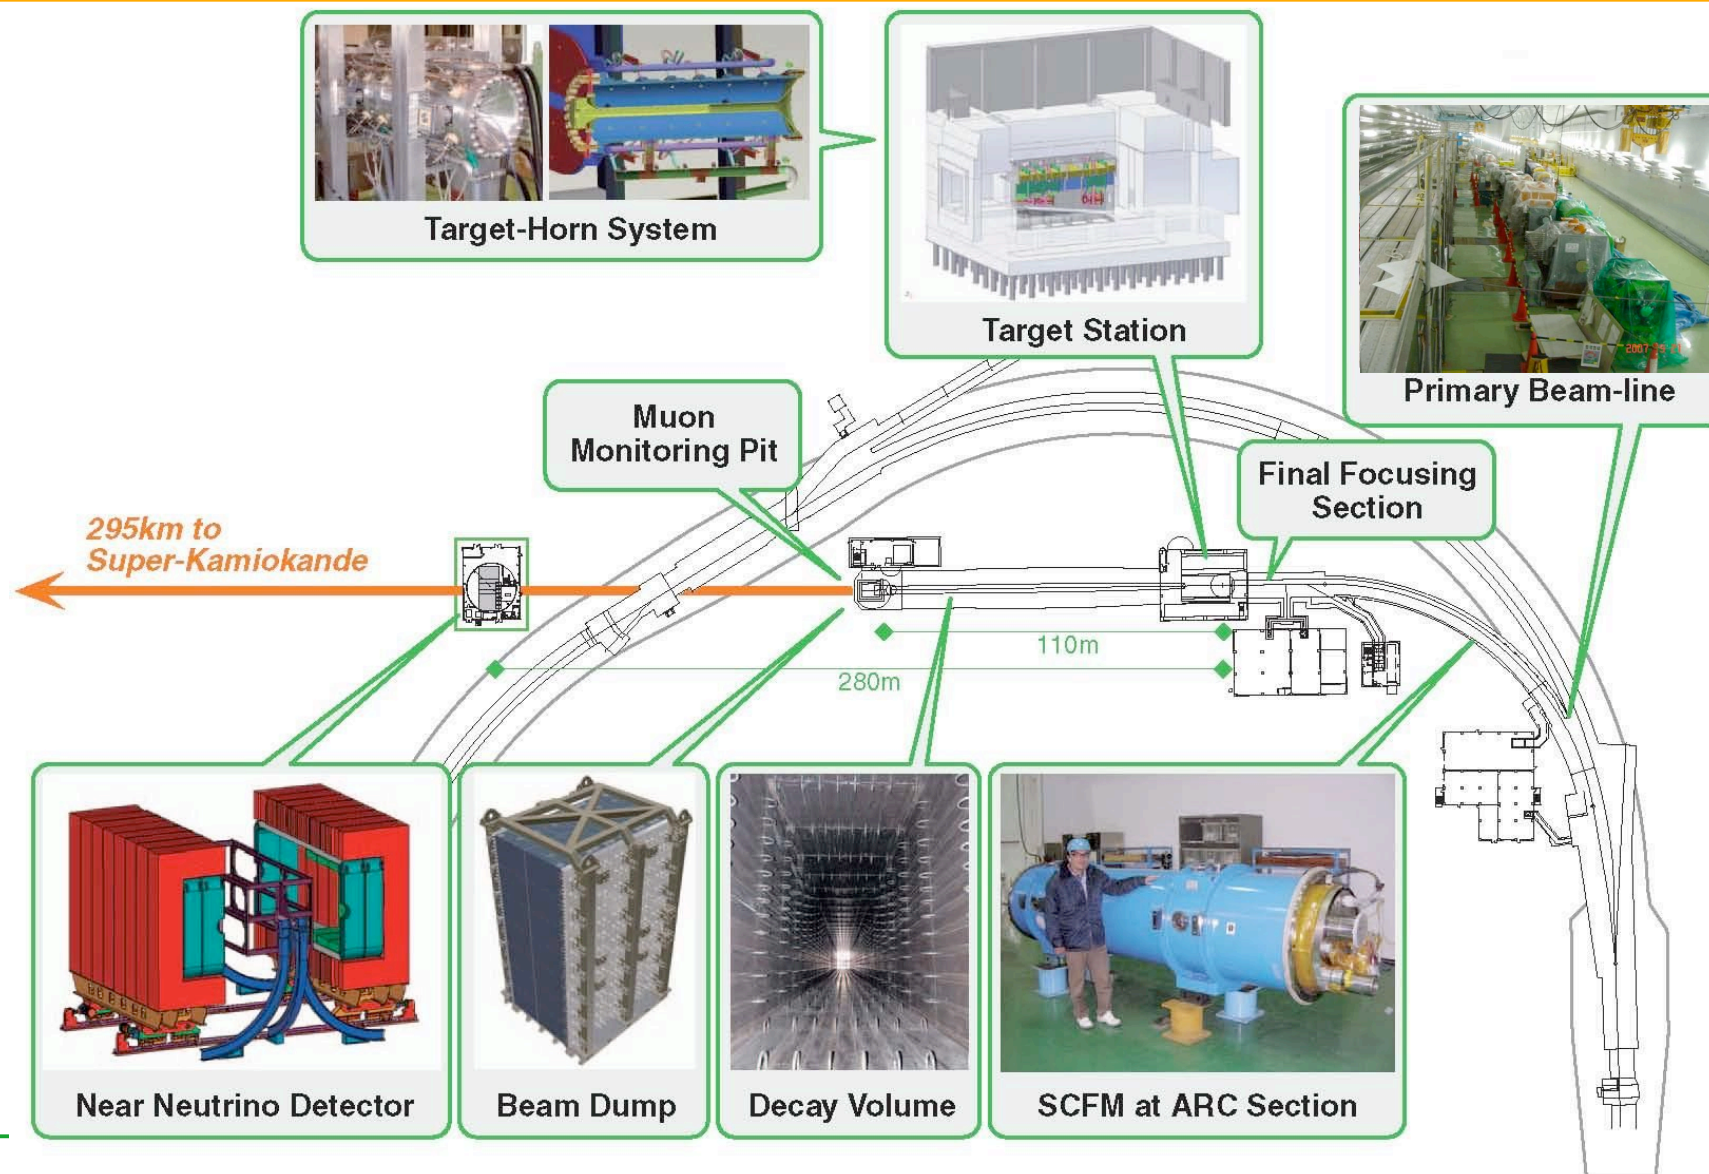 Target-Horn System
Target Station
Primary Beam-line
Muon
Monitoring Pit
Final Focusing
Section
295km to
Super-Kamiokande
110m
280m
Near Neutrino Detector
Beam Dump
Decay Volume
SCFM at ARC Section